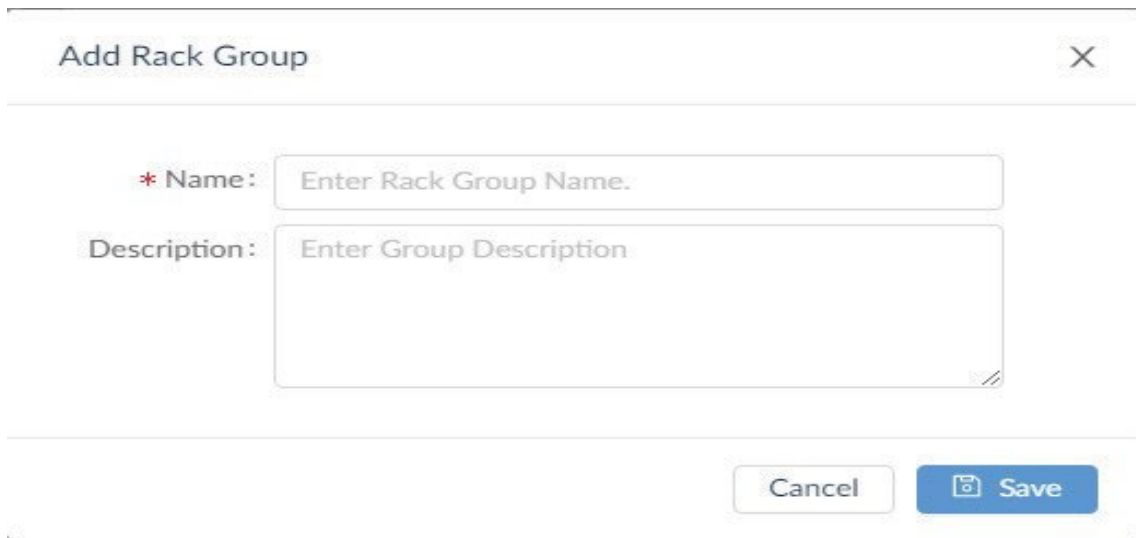 Add Rack Group
* Name: Enter Rack Group Name.
Description: Enter Group Description
Cancel Save